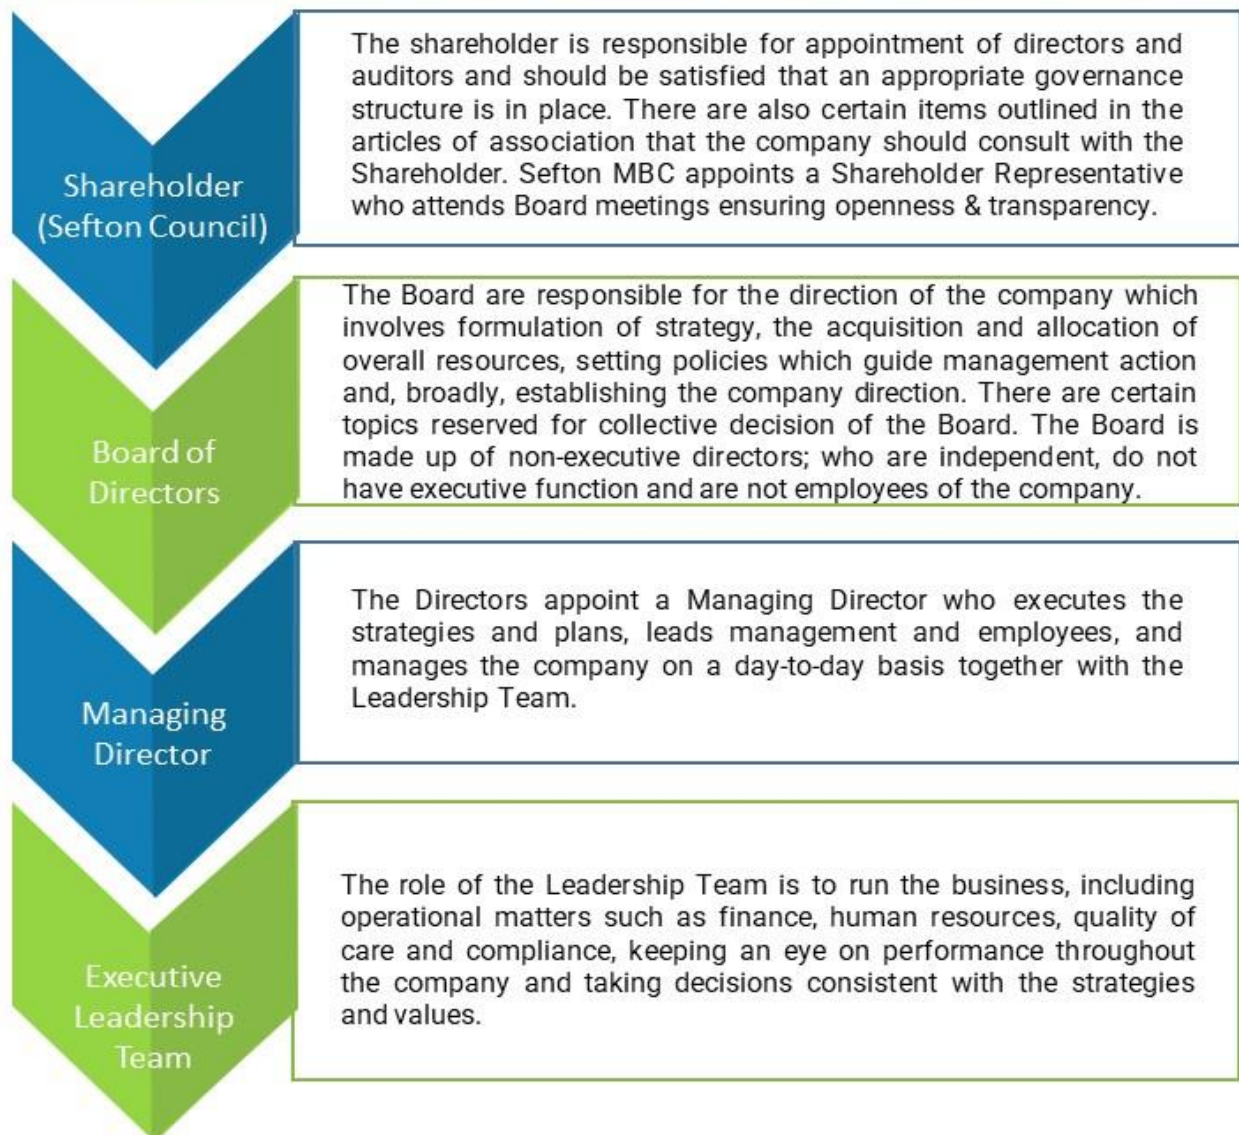 Shareholder
(Sefton Council)
The shareholder is responsible for appointment of directors and
auditors and should be satisfied that an appropriate governance
structure is in place. There are also certain items outlined in the
articles of association that the company should consult with the
Shareholder. Sefton MBC appoints a Shareholder Representative
who attends Board meetings ensuring openness & transparency.
Board of
Directors
The Board are responsible for the direction of the company which
involves formulation of strategy, the acquisition and allocation of
overall resources, setting policies which guide management action
and, broadly, establishing the company direction. There are certain
topics reserved for collective decision of the Board. The Board is
made up of non-executive directors; who are independent, do not
have executive function and are not employees of the company.
Managing
Director
The Directors appoint a Managing Director who executes the
strategies and plans, leads management and employees, and
manages the company on a day-to-day basis together with the
Leadership Team.
Executive
Leadership
Team
The role of the Leadership Team is to run the business, including
operational matters such as finance, human resources, quality of
care and compliance, keeping an eye on performance throughout
the company and taking decisions consistent with the strategies
and values.